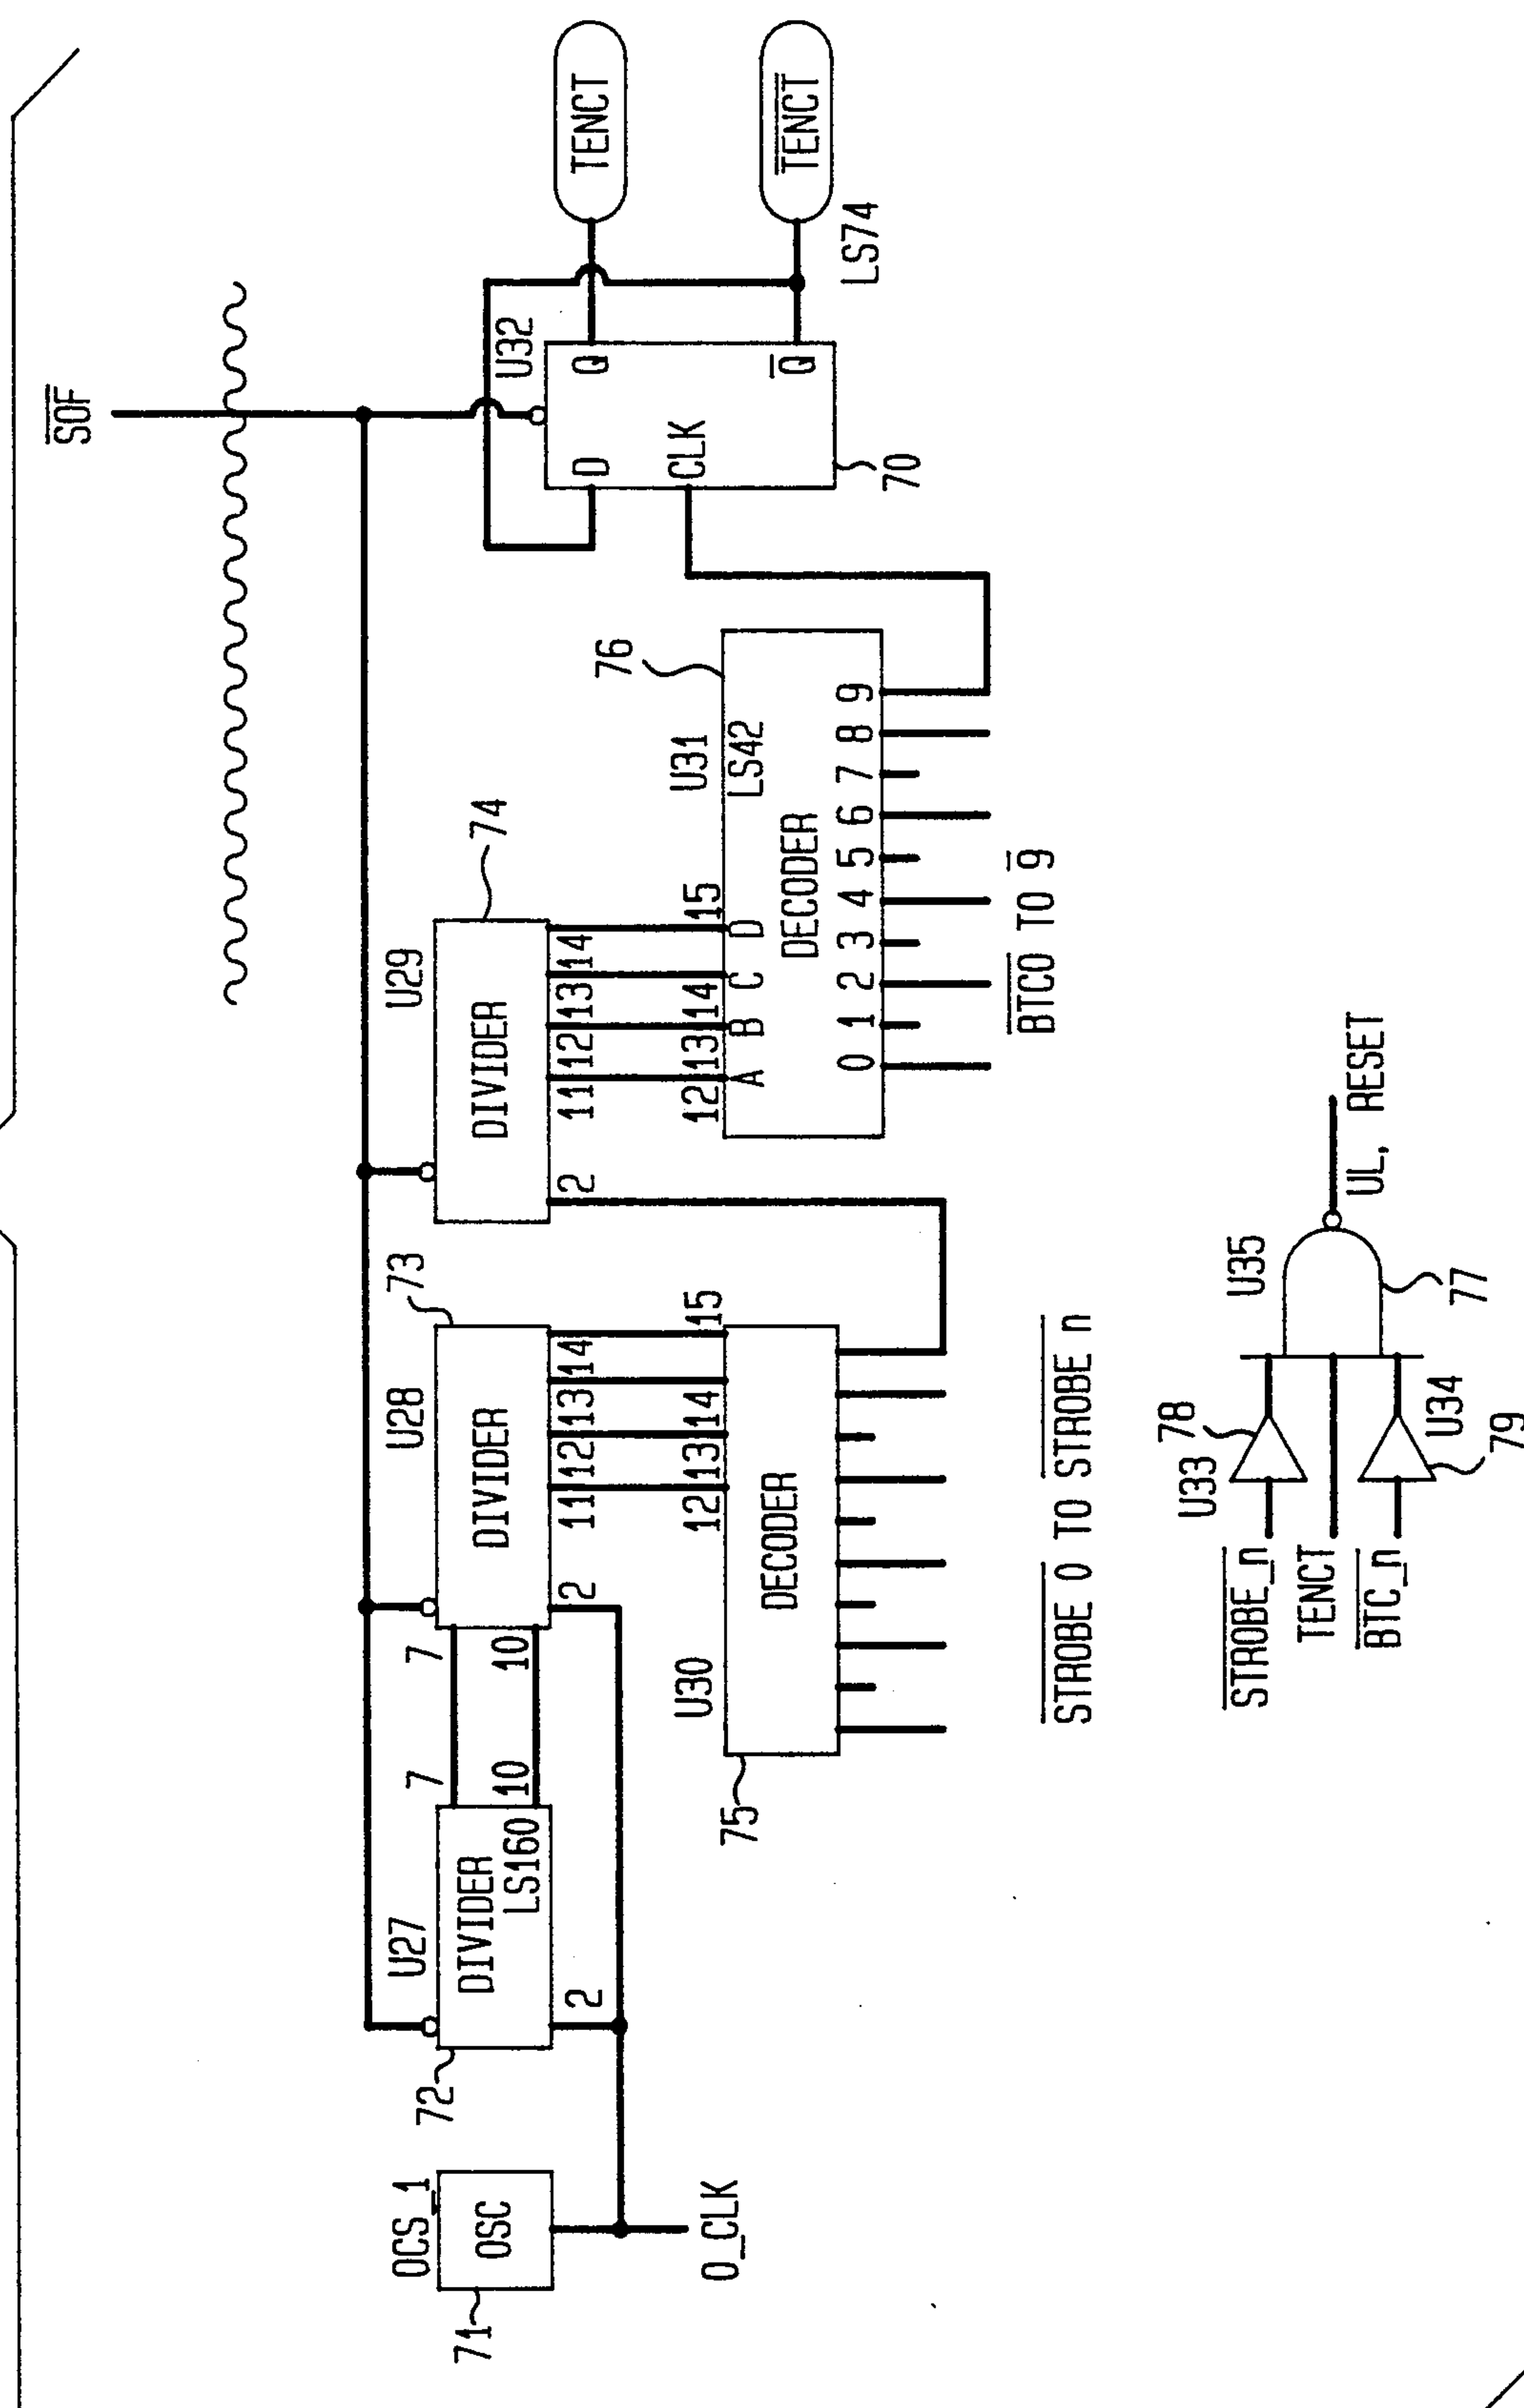 SOF
OCS_1
OSC
71
O_CLK
U27
DIVIDER
LS160
72
2
7
10
7
10
U28
DIVIDER
73
2
11 12 13 14
12 13 14 15
U30
DECODER
75
STROBE 0 TO STROBE n
U29
DIVIDER
74
2
11 12 13 14
12 13 14 15
A B C D
U31
LS42
76
DECODER
0 1 2 3 4 5 6 7 8 9
BTC0 TO 9
U32
D Q
CLK
Q
70
LS74
TENCT
TENCT
STROBE_n
TENCT
BTC_n
U33
78
U34
79
U35
77
UL, RESET